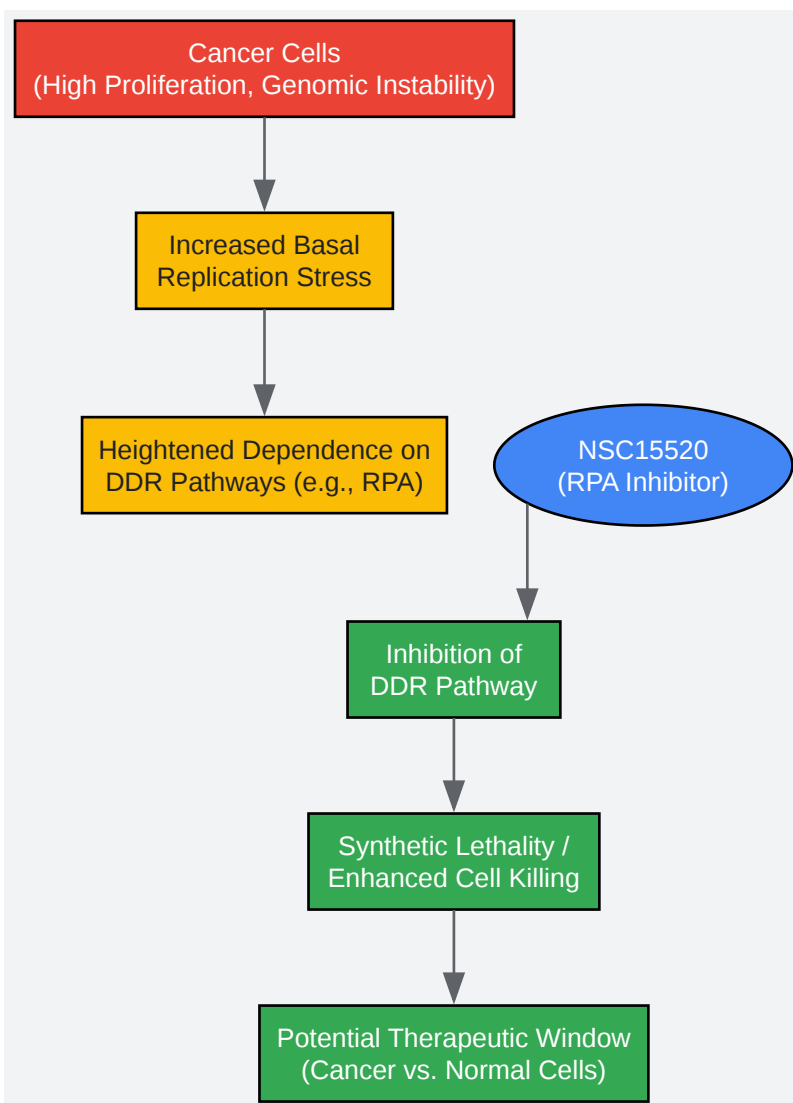 Cancer Cells
(High Proliferation, Genomic Instability)
Increased Basal
Replication Stress
Heightened Dependence on
DDR Pathways (e.g., RPA)
NSC15520
(RPA Inhibitor)
Inhibition of
DDR Pathway
Synthetic Lethality /
Enhanced Cell Killing
Potential Therapeutic Window
(Cancer vs. Normal Cells)